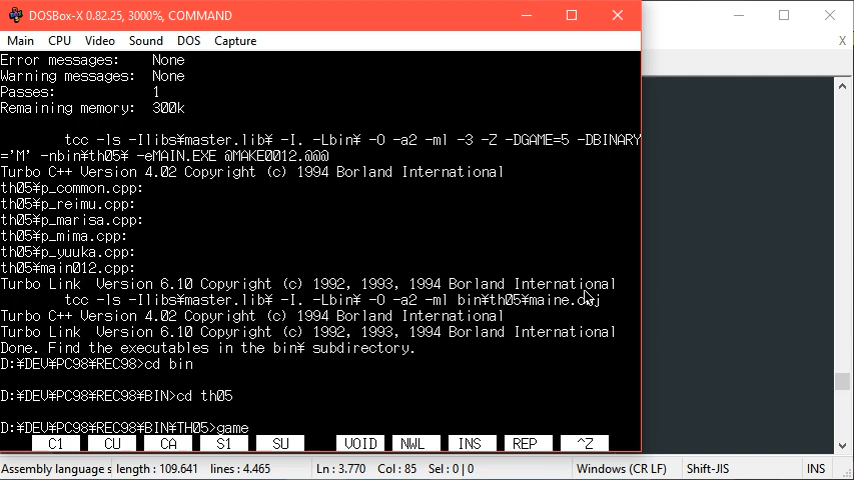 DOSBox-X 0.82.25, 3000%, COMMAND
Main CPU Video Sound DOS Capture
X
Error messages: None
Warning messages: None
Passes: 1
Remaining memory: 300k
tcc -ls -Ilibs¥master.lib¥ -I. -Lbin¥ -O -a2 -ml -3 -Z -DGAME=5 -DBINARY
='M' -nbin¥th05¥ -eMAIN.EXE @MAKE0012.@@@
Turbo C++ Version 4.02 Copyright (c) 1994 Borland International
th05¥p_common.cpp:
th05¥p_reimu.cpp:
th05¥p_marisa.cpp:
th05¥p_mima.cpp:
th05¥p_yuuka.cpp:
th05¥main012.cpp:
Turbo Link  Version 6.10 Copyright (c) 1992, 1993, 1994 Borland International
tcc -ls -Ilibs¥master.lib¥ -I. -Lbin¥ -O -a2 -ml bin¥th05¥maine.obj
Turbo C++ Version 4.02 Copyright (c) 1994 Borland International
Turbo Link  Version 6.10 Copyright (c) 1992, 1993, 1994 Borland International
Done. Find the executables in the bin¥ subdirectory.
D:¥DEV¥PC98¥REC98>cd bin
D:¥DEV¥PC98¥REC98¥BIN>cd th05
D:¥DEV¥PC98¥REC98¥BIN¥TH05>game
C1 CU CA S1 SU VOID NWL INS REP ^Z
Assembly language s length : 109.641 lines : 4.465 Ln : 3.770 Col : 85 Sel : 0 | 0 Windows (CR LF) Shift-JIS INS